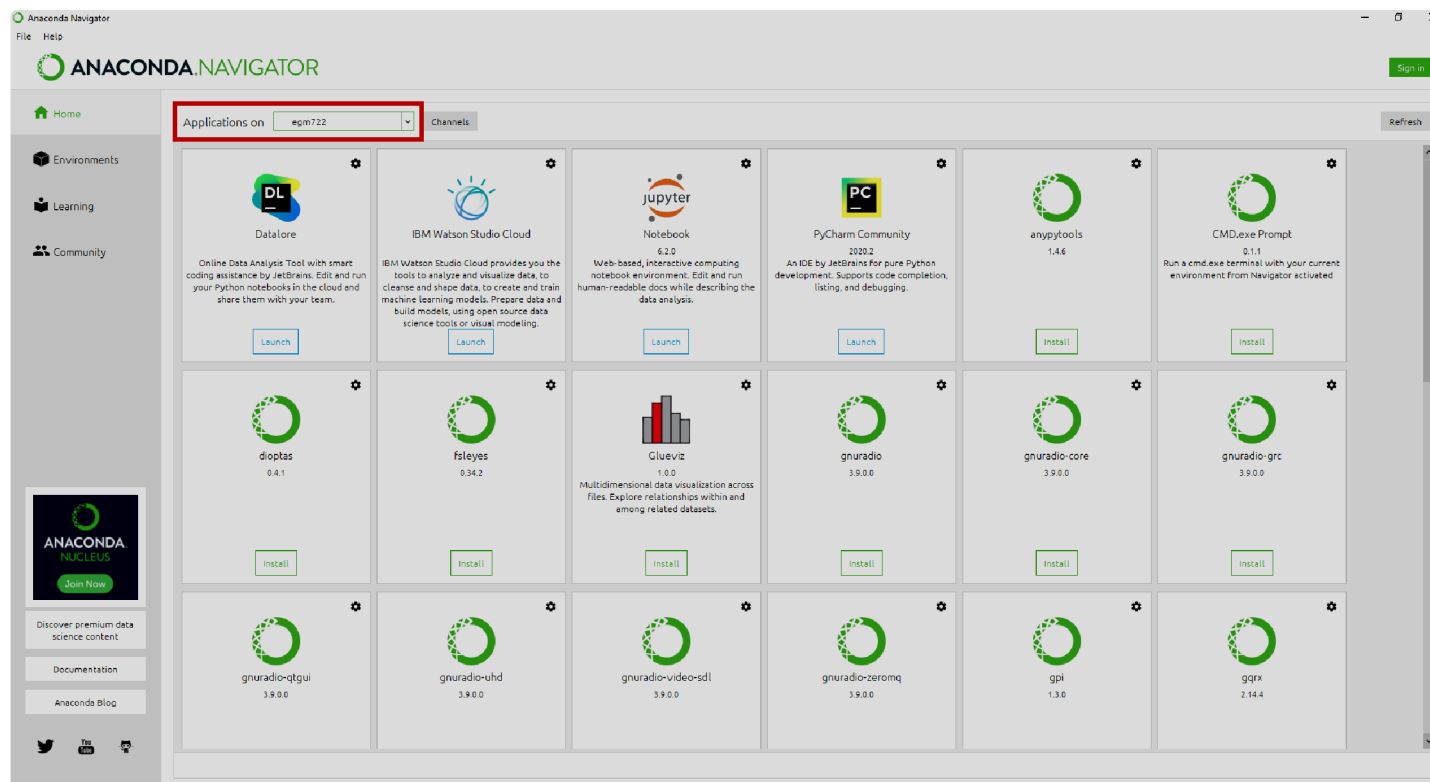 Anaconda Navigator
File Help
ANACONDA.NAVIGATOR
Sign in
Home
Environments
Learning
Community
ANACONDA.
NUCLEUS
Join Now
Discover premium data
science content
Documentation
Anaconda Blog
You
Tube
Applications on egm722 Channels
Refresh
DL
Datalore
Online Data Analysis Tool with smart
coding assistance by JetBrains. Edit and run
your Python notebooks in the cloud and
share them with your team.
Launch
IBM Watson Studio Cloud
IBM Watson Studio Cloud provides you the
tools to analyze and visualize data, to
cleanse and shape data, to create and train
machine learning models. Prepare data and
build models, using open source data
science tools or visual modeling.
Launch
jupyter
Notebook
6.2.0
Web-based, interactive computing
notebook environment. Edit and run
human-readable docs while describing the
data analysis.
Launch
PC
PyCharm Community
2020.2
An IDE by JetBrains for pure Python
development. Supports code completion,
listing, and debugging.
Launch
anypytools
1.4.6
Install
CMD.exe Prompt
0.1.1
Run a cmd.exe terminal with your current
environment from Navigator activated
Install
dioptas
0.4.1
Install
fsleyes
0.34.2
Install
Glueviz
1.0.0
Multidimensional data visualization across
files. Explore relationships within and
among related datasets.
Install
gnuradio
3.9.0.0
Install
gnuradio-core
3.9.0.0
Install
gnuradio-grc
3.9.0.0
Install
gnuradio-qtgui
3.9.0.0
gnuradio-uhd
3.9.0.0
gnuradio-video-sdl
3.9.0.0
gnuradio-zeromq
3.9.0.0
gpi
1.3.0
gqrx
2.14.4